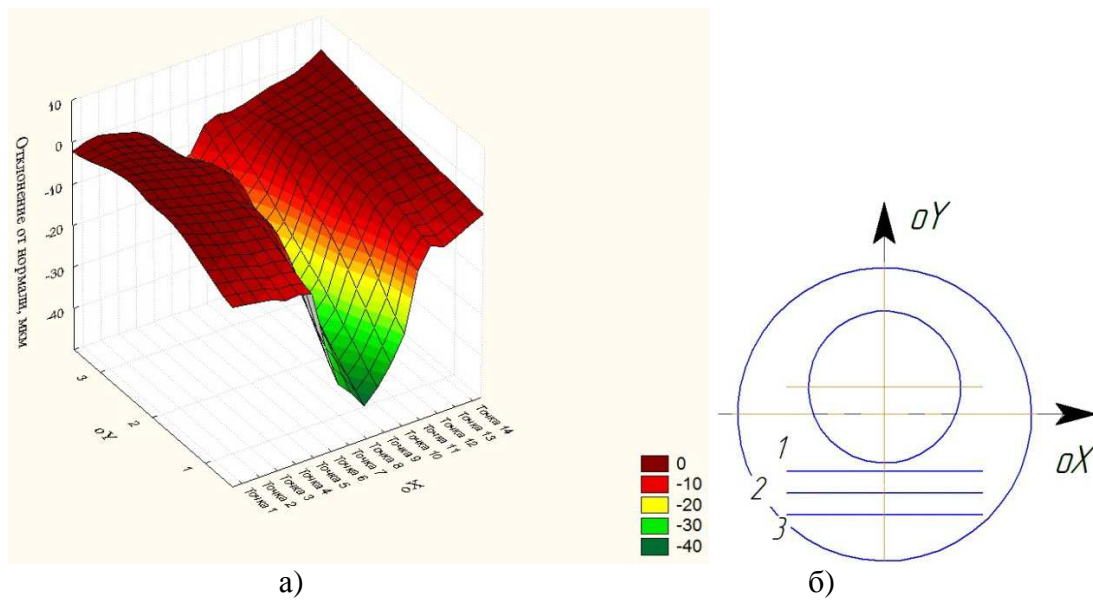 10
0
-10
-20
-30
-40
Отклонение от нормали, мкм
3
2
1
oY
Точка 1
Точка 2
Точка 3
Точка 4
Точка 5
Точка 6
Точка 7
Точка 8
Точка 9
Точка 10
Точка 11
Точка 12
Точка 13
Точка 14
oX
0
-10
-20
-30
-40
а)
oY
oX
1
2
3
б)